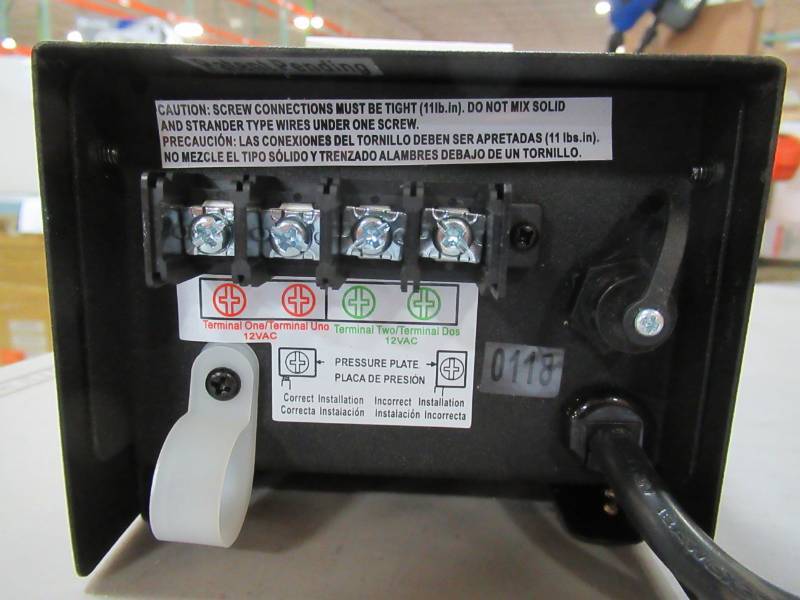 Patent Pending
CAUTION: SCREW CONNECTIONS MUST BE TIGHT (11lb.in). DO NOT MIX SOLID
AND STRANDER TYPE WIRES UNDER ONE SCREW.
PRECAUCIÓN: LAS CONEXIONES DEL TORNILLO DEBEN SER APRETADAS (11 lbs.in).
NO MEZCLE EL TIPO SÓLIDO Y TRENZADO ALAMBRES DEBAJO DE UN TORNILLO.
Terminal One/Terminal Uno Terminal Two/Terminal Dos
12VAC 12VAC
PRESSURE PLATE
PLACA DE PRESIÓN
Correct Installation Incorrect Installation
Correcta Instalación instalación Incorrecta
0118